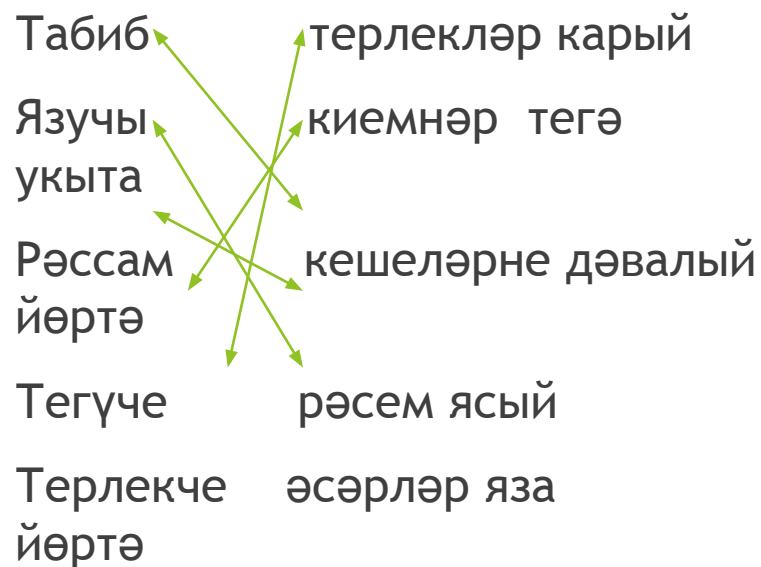 Табиб терлекләр карый
Язучы киемнәр тегә
укыта
Рәссам кешеләрне дәвалый
йөртә
Тегүче рәсем ясый
Терлекче әсәрләр яза
йөртә